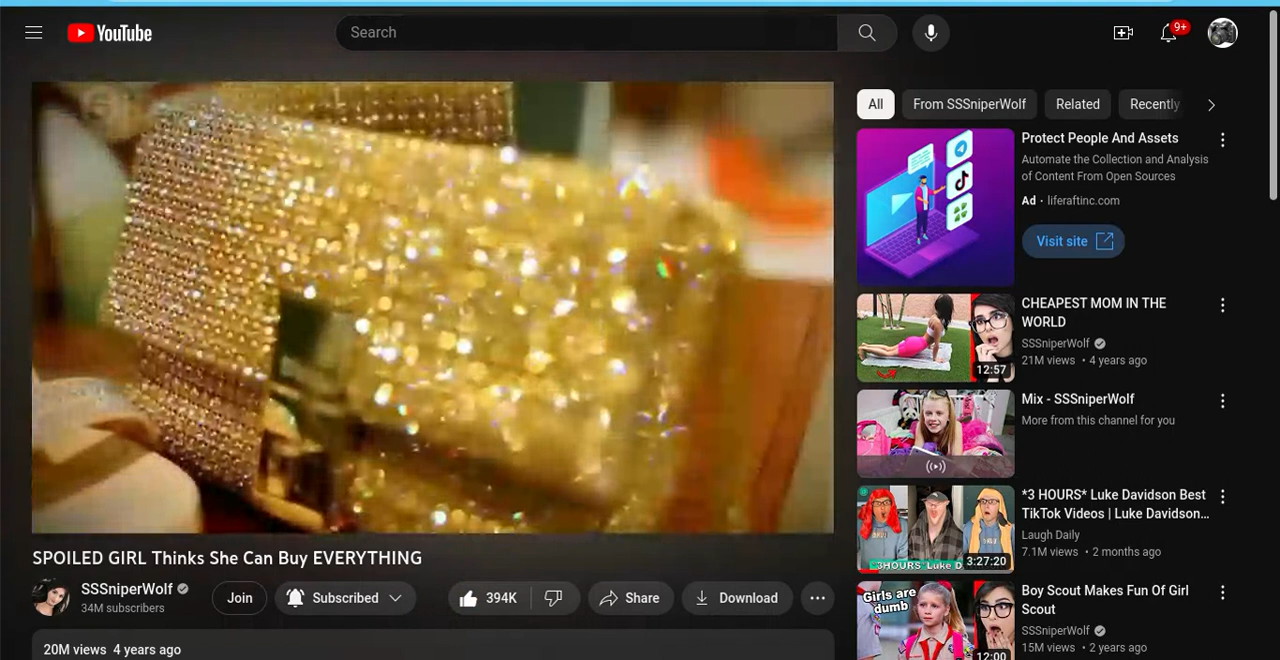 YouTube
Search
9+
All
From SSSniperWolf
Related
Recently
Protect People And Assets
Automate the Collection and Analysis
of Content From Open Sources
Ad · liferaftinc.com
Visit site
CHEAPEST MOM IN THE
WORLD
SSSniperWolf
21M views • 4 years ago
12:57
Mix - SSSniperWolf
More from this channel for you
*3 HOURS* Luke Davidson Best
TikTok Videos | Luke Davidson...
Laugh Daily
7.1M views • 2 months ago
3 HOURS Luke D
3:27:20
Boy Scout Makes Fun Of Girl
Scout
SSSniperWolf
15M views • 2 years ago
Girls are
dumb
12:00
SPOILED GIRL Thinks She Can Buy EVERYTHING
SSSniperWolf
34M subscribers
Join
Subscribed
394K
Share
Download
20M views 4 years ago